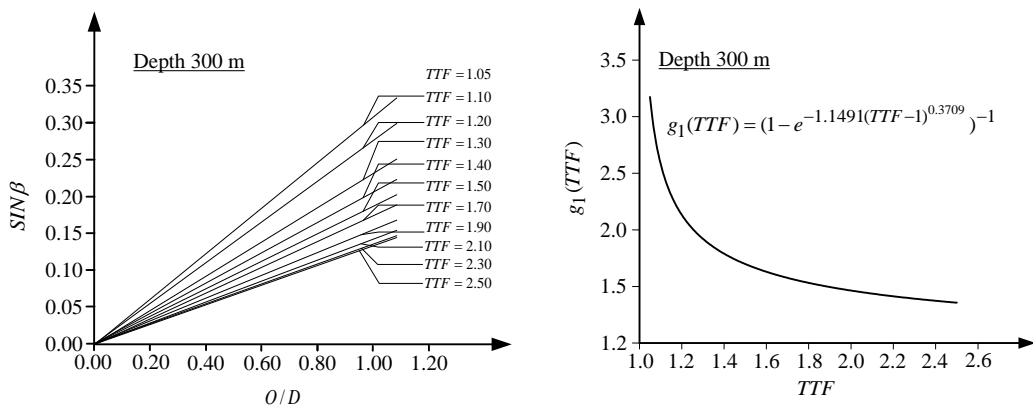 Depth 300 m
SINβ
0.35
0.30
0.25
0.20
0.15
0.10
0.05
0.00
0.00 0.20 0.40 0.60 0.80 1.00 1.20
O/D
TTF = 1.05
TTF = 1.10
TTF = 1.20
TTF = 1.30
TTF = 1.40
TTF = 1.50
TTF = 1.70
TTF = 1.90
TTF = 2.10
TTF = 2.30
TTF = 2.50
Depth 300 m
g₁(TTF) = (1 − e^{−1.1491(TTF−1)^{0.3709}})^{−1}
g₁(TTF)
3.5
3.0
2.5
2.0
1.5
1.2
1.0 1.2 1.4 1.6 1.8 2.0 2.2 2.4 2.6
TTF